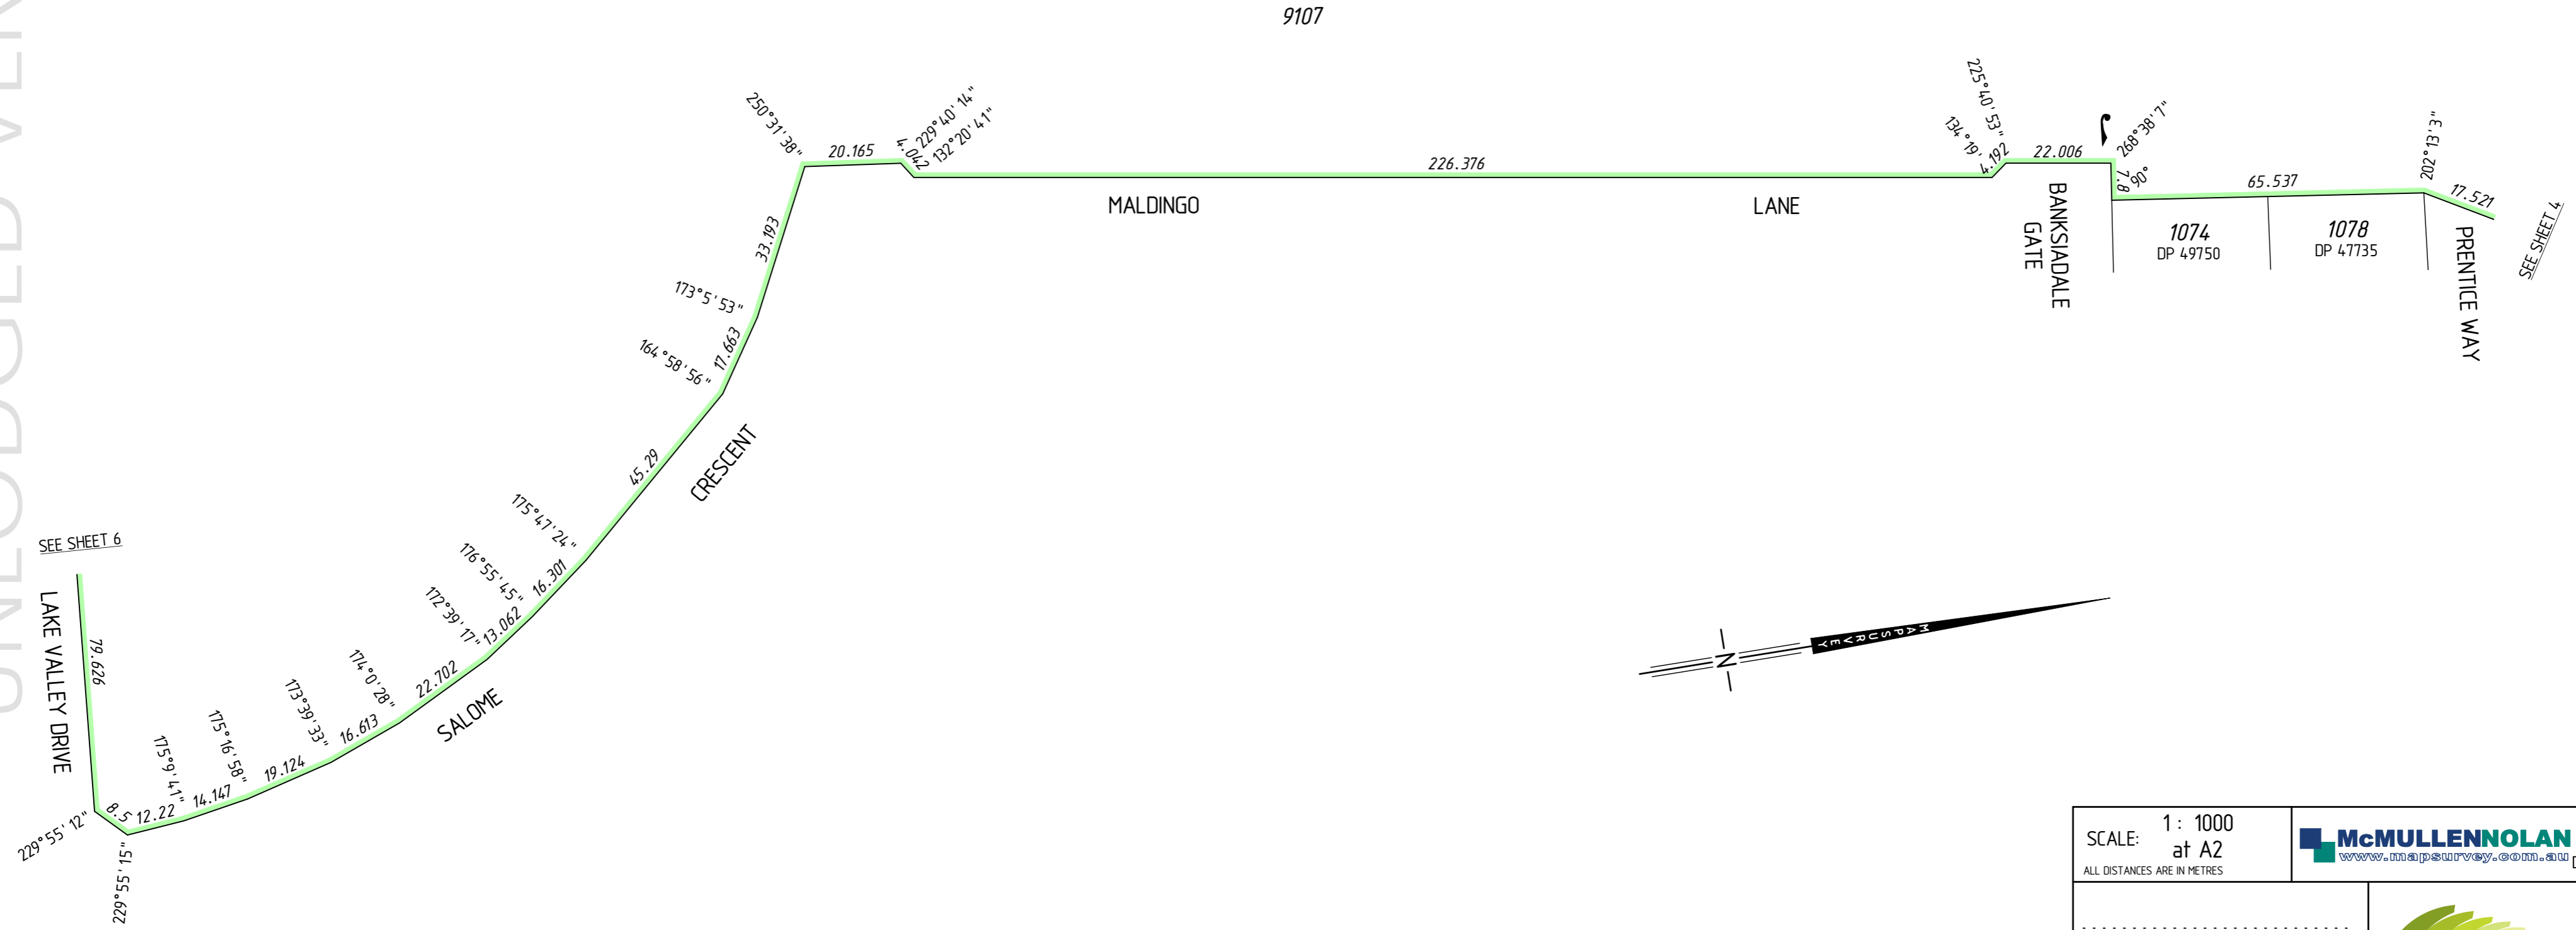 9107
250°31'38"
20.165
4.042
229°40'14"
132°20'41"
226.376
225°40'53"
134°19'
4.192
22.006
268°38'7"
7.8
90°
65.537
202°13'3"
17.521
SEE SHEET 4
MALDINGO
LANE
BANKSIADALE
GATE
1074
DP 49750
1078
DP 47735
PRENTICE WAY
33.193
173°5'53"
17.663
164°58'56"
45.29
CRESCENT
175°47'24"
16.301
176°55'45"
13.062
172°39'17"
22.702
SALOME
174°0'28"
16.613
173°39'33"
19.124
175°16'58"
14.147
175°9'41"
12.22
8.5
229°55'12"
229°55'15"
SEE SHEET 6
LAKE VALLEY DRIVE
79.626
N
MAPSURVEY
SCALE:
1 : 1000
at A2
ALL DISTANCES ARE IN METRES
McMULLENNOLAN
www.mapsurvey.com.au